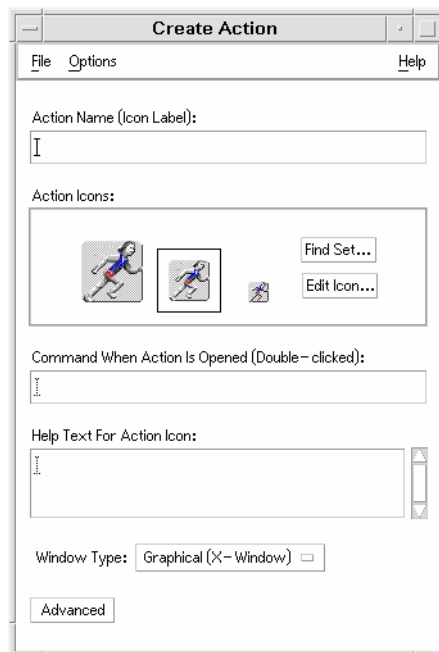 Create Action
File Options Help
Action Name (Icon Label):
Action Icons:
Find Set...
Edit Icon...
Command When Action Is Opened (Double-clicked):
Help Text For Action Icon:
Window Type: Graphical (X-Window)
Advanced